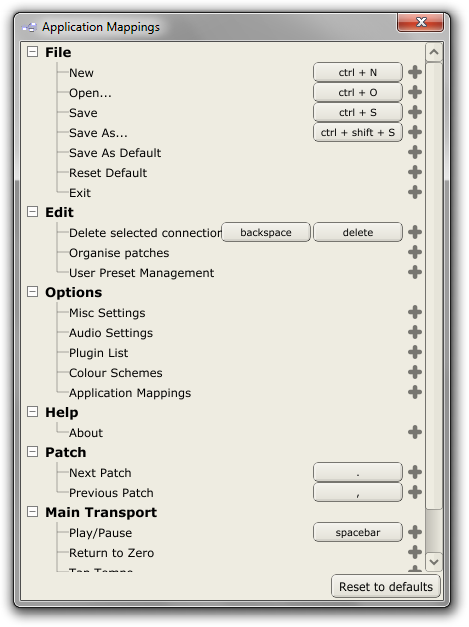 Application Mappings
File
New ctrl + N
Open... ctrl + O
Save ctrl + S
Save As... ctrl + shift + S
Save As Default
Reset Default
Exit
Edit
Delete selected connection backspace delete
Organise patches
User Preset Management
Options
Misc Settings
Audio Settings
Plugin List
Colour Schemes
Application Mappings
Help
About
Patch
Next Patch .
Previous Patch ,
Main Transport
Play/Pause spacebar
Return to Zero
Tap Tempo
Reset to defaults